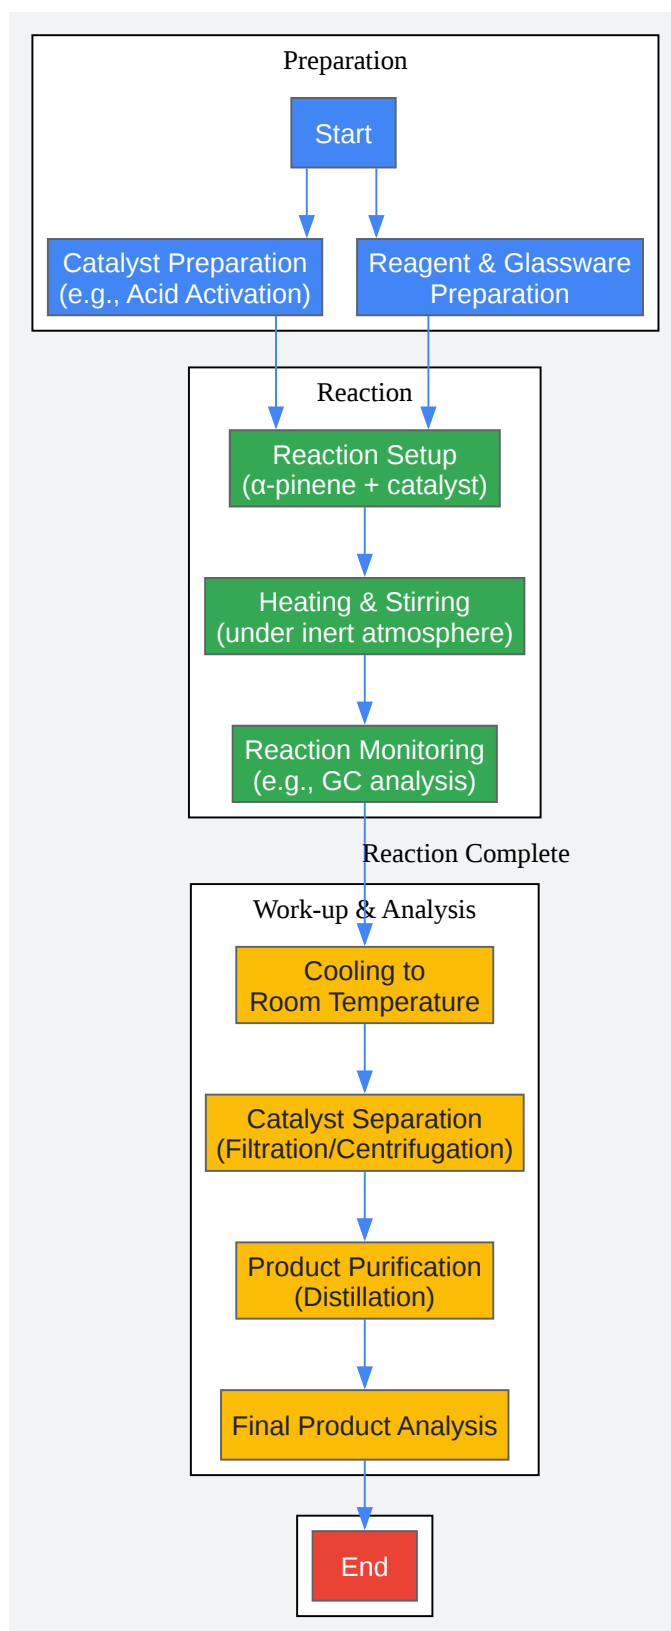 Preparation
Start
Catalyst Preparation
(e.g., Acid Activation)
Reagent & Glassware
Preparation
Reaction
Reaction Setup
(α-pinene + catalyst)
Heating & Stirring
(under inert atmosphere)
Reaction Monitoring
(e.g., GC analysis)
Reaction Complete
Work-up & Analysis
Cooling to
Room Temperature
Catalyst Separation
(Filtration/Centrifugation)
Product Purification
(Distillation)
Final Product Analysis
End